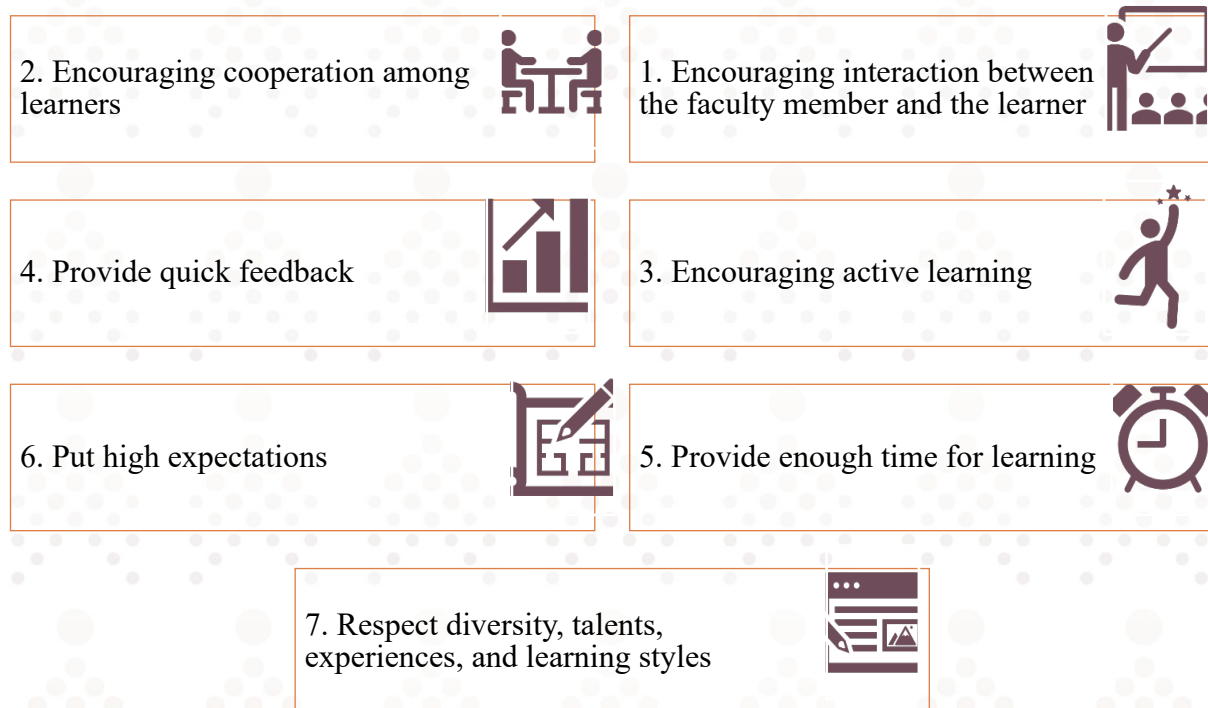 1. Encouraging interaction between
the faculty member and the learner
2. Encouraging cooperation among
learners
3. Encouraging active learning
4. Provide quick feedback
5. Provide enough time for learning
6. Put high expectations
7. Respect diversity, talents,
experiences, and learning styles